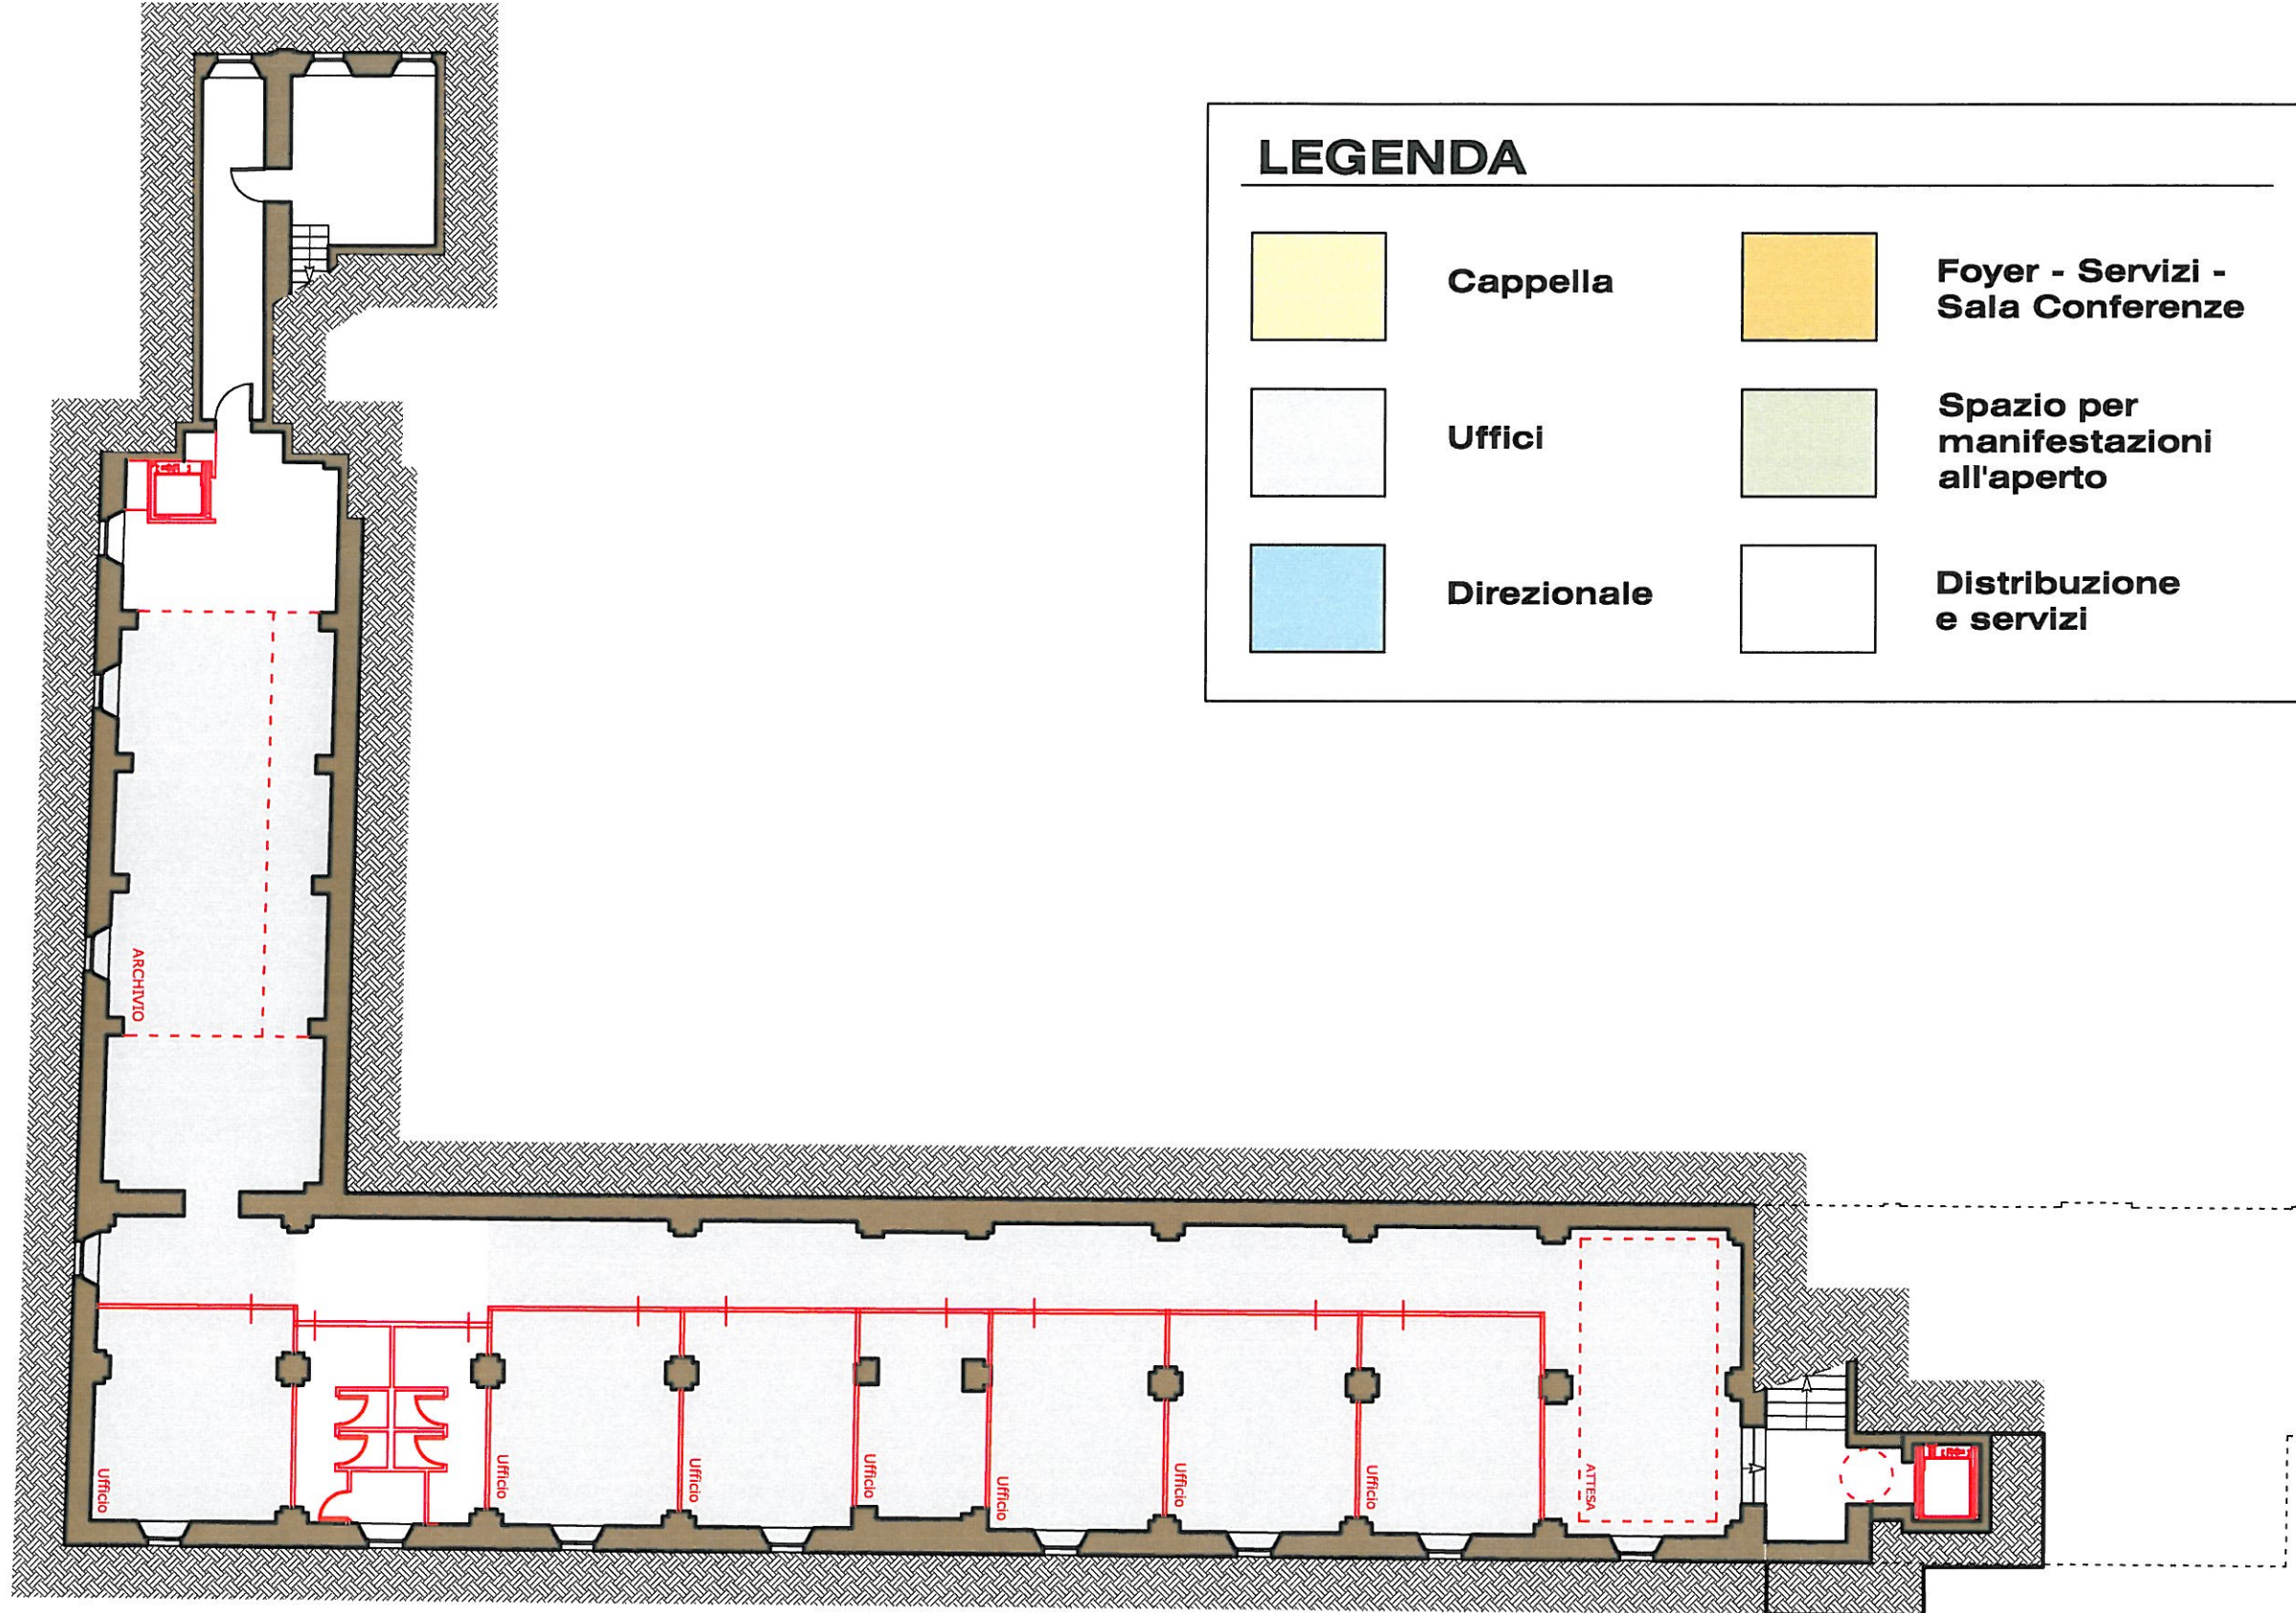 LEGENDA
Cappella
Foyer - Servizi -
Sala Conferenze
Uffici
Spazio per
manifestazioni
all'aperto
Direzionale
Distribuzione
e servizi
ARCHIVIO
Ufficio
Ufficio
Ufficio
Ufficio
Ufficio
Ufficio
Ufficio
ATTESA